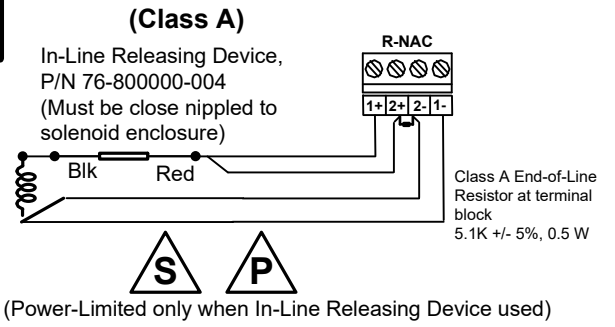 (Class A)
In-Line Releasing Device,
P/N 76-800000-004
(Must be close nippled to
solenoid enclosure)
R-NAC
1+ 2+ 2- 1-
Blk
Red
Class A End-of-Line
Resistor at terminal
block
5.1K +/- 5%, 0.5 W
S
P
(Power-Limited only when In-Line Releasing Device used)